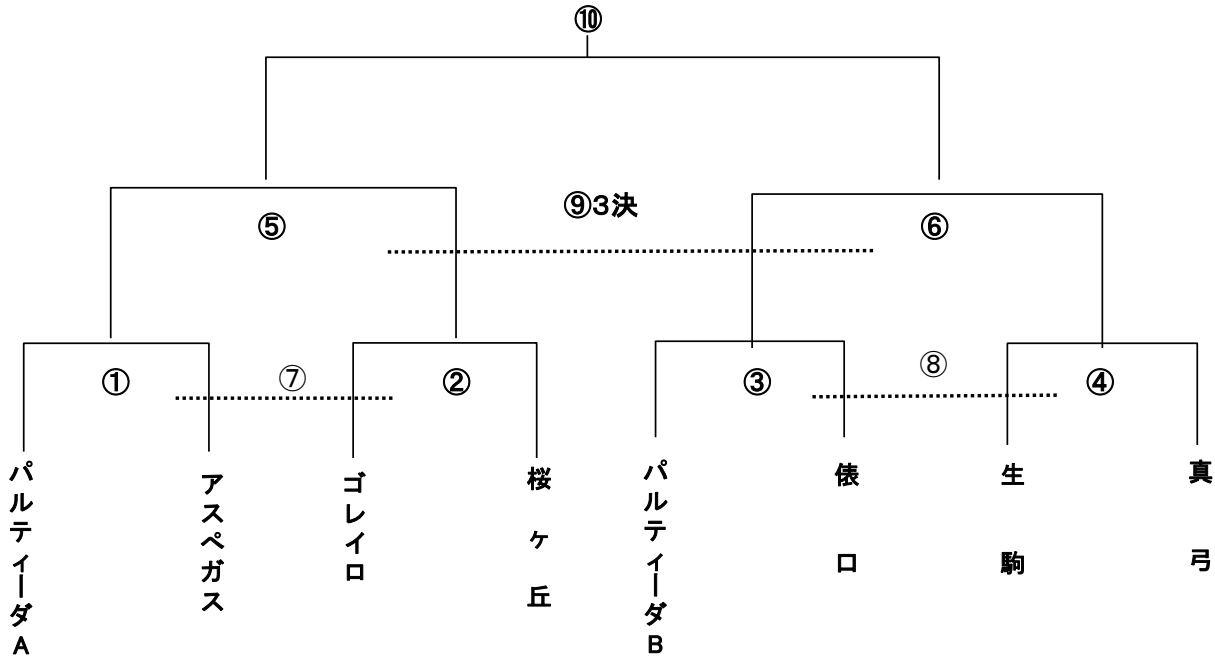 ⑩
⑨3決
⑤
⑥
⑦
⑧
①
②
③
④
パルティーダA
アスペガス
ゴレイロ
桜ヶ丘
パルティーダB
俵口
生駒
真弓